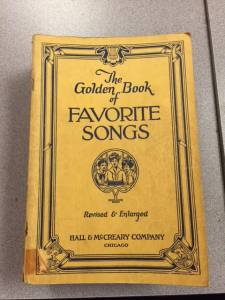 The
Golden Book
of
FAVORITE
SONGS
Revised & Enlarged
HALL & McCREARY COMPANY
CHICAGO